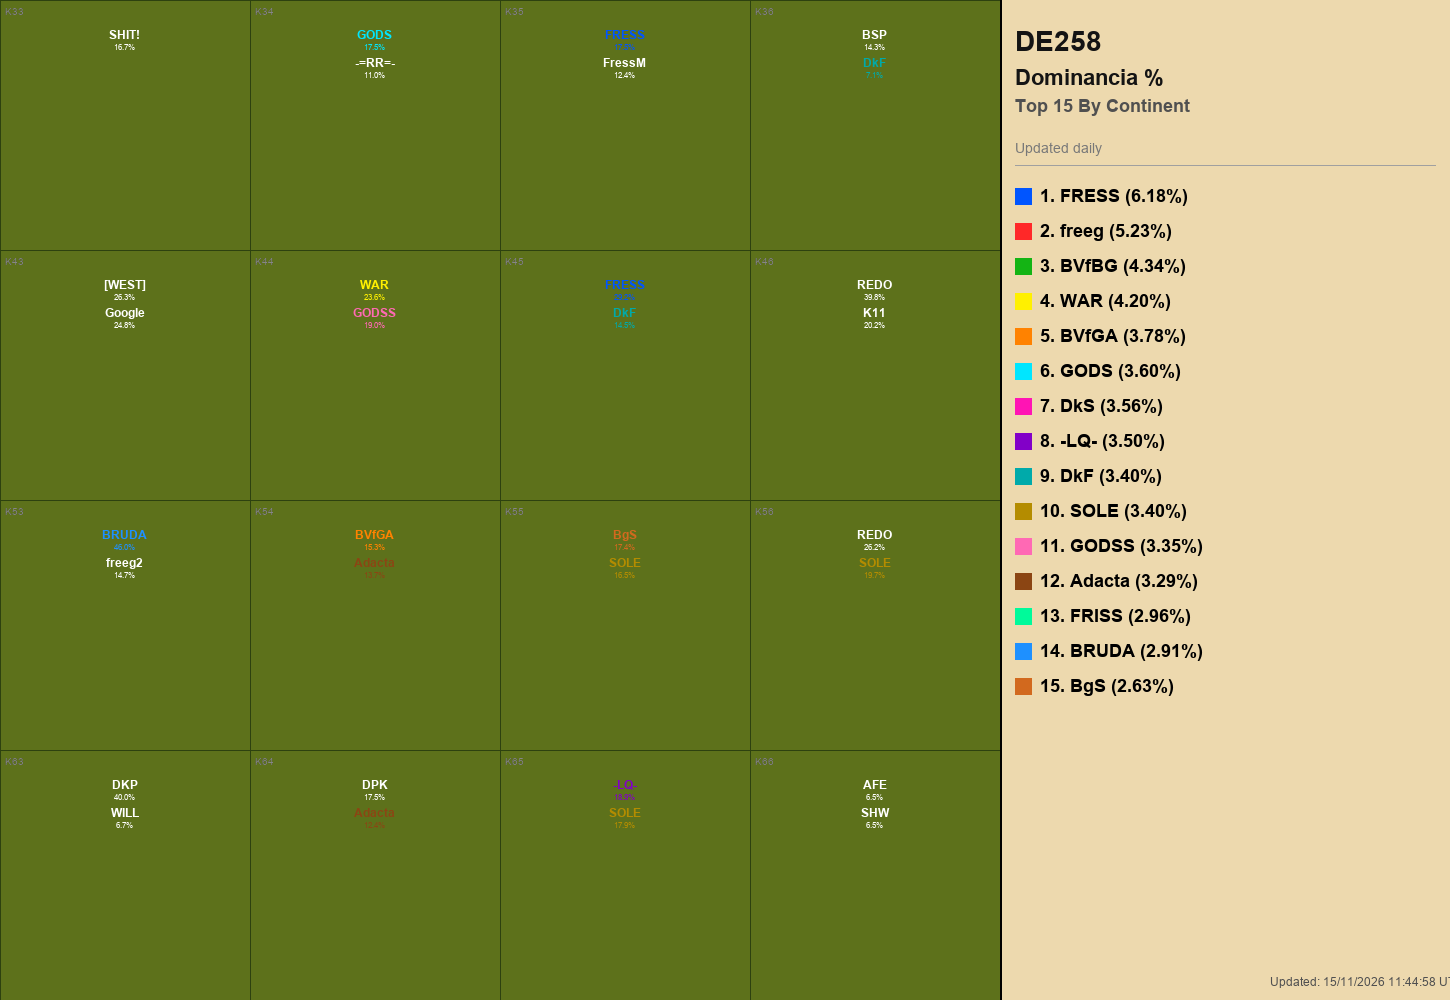 K33
SHIT!
16.7%
K34
GODS
17.5%
-=RR=-
11.0%
K35
FRESS
FressM
12.4%
K36
BSP
14.3%
DkF
7.1%
K43
[WEST]
26.3%
Google
24.8%
K44
WAR
23.6%
GODSS
19.0%
K45
FRESS
DkF
K46
REDO
39.8%
K11
20.2%
K53
BRUDA
freeg2
14.7%
K54
BVfGA
15.3%
Adacta
K55
BgS
17.4%
SOLE
16.5%
K56
REDO
26.2%
SOLE
19.7%
K63
DKP
40.0%
WILL
6.7%
K64
DPK
17.5%
Adacta
K65
-LQ-
SOLE
17.9%
K66
AFE
6.5%
SHW
6.5%
DE258
Dominancia %
Top 15 By Continent
Updated daily
1. FRESS (6.18%)
2. freeg (5.23%)
3. BVfBG (4.34%)
4. WAR (4.20%)
5. BVfGA (3.78%)
6. GODS (3.60%)
7. DkS (3.56%)
8. -LQ- (3.50%)
9. DkF (3.40%)
10. SOLE (3.40%)
11. GODSS (3.35%)
12. Adacta (3.29%)
13. FRISS (2.96%)
14. BRUDA (2.91%)
15. BgS (2.63%)
Updated: 15/11/2026 11:44:58